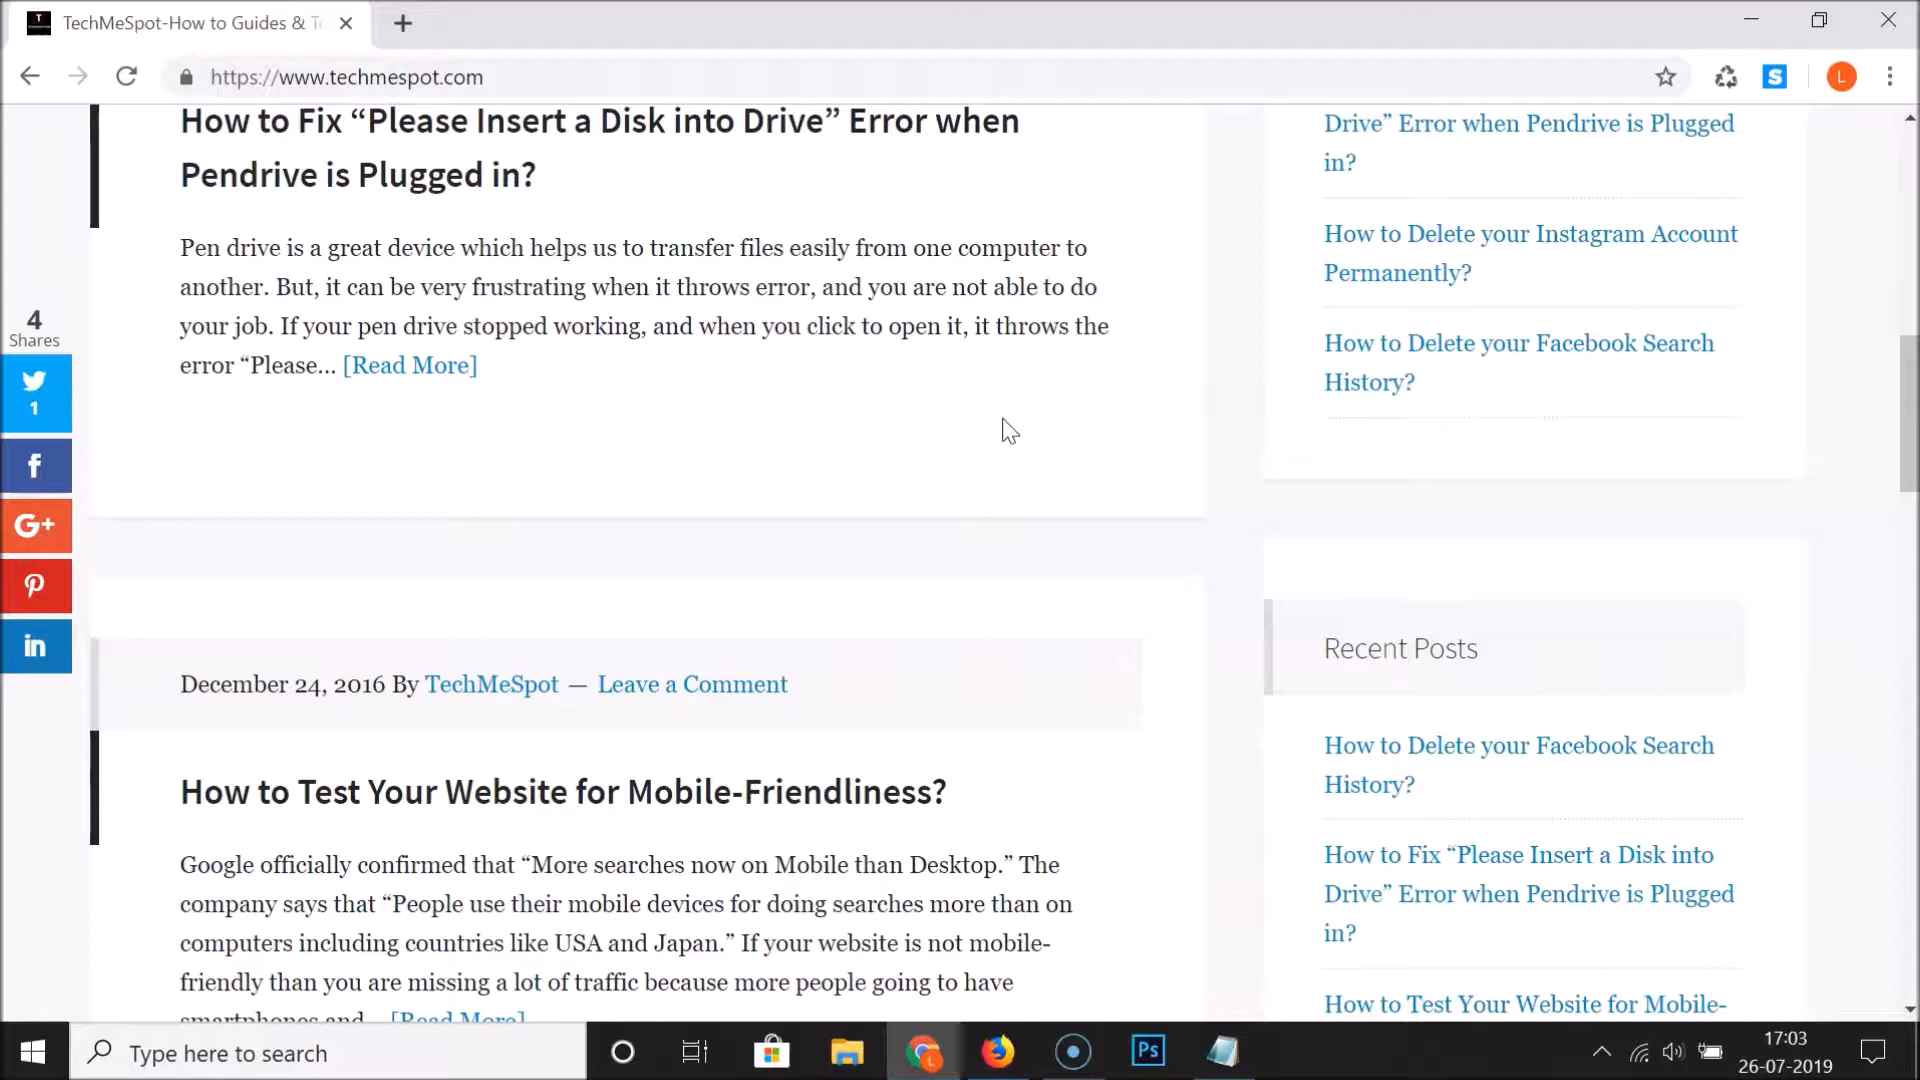 TechMeSpot-How to Guides & T
https://www.techmespot.com
L
How to Fix “Please Insert a Disk into Drive” Error when
Pendrive is Plugged in?
Pen drive is a great device which helps us to transfer files easily from one computer to
another. But, it can be very frustrating when it throws error, and you are not able to do
your job. If your pen drive stopped working, and when you click to open it, it throws the
error “Please... [Read More]
4
Shares
1
December 24, 2016 By TechMeSpot — Leave a Comment
How to Test Your Website for Mobile-Friendliness?
Google officially confirmed that “More searches now on Mobile than Desktop.” The
company says that “People use their mobile devices for doing searches more than on
computers including countries like USA and Japan.” If your website is not mobile-
friendly than you are missing a lot of traffic because more people going to have
smartphones and... [Read More]
Drive” Error when Pendrive is Plugged
in?
How to Delete your Instagram Account
Permanently?
How to Delete your Facebook Search
History?
Recent Posts
How to Delete your Facebook Search
History?
How to Fix “Please Insert a Disk into
Drive” Error when Pendrive is Plugged
in?
How to Test Your Website for Mobile-
Type here to search
Ps
17:03
26-07-2019